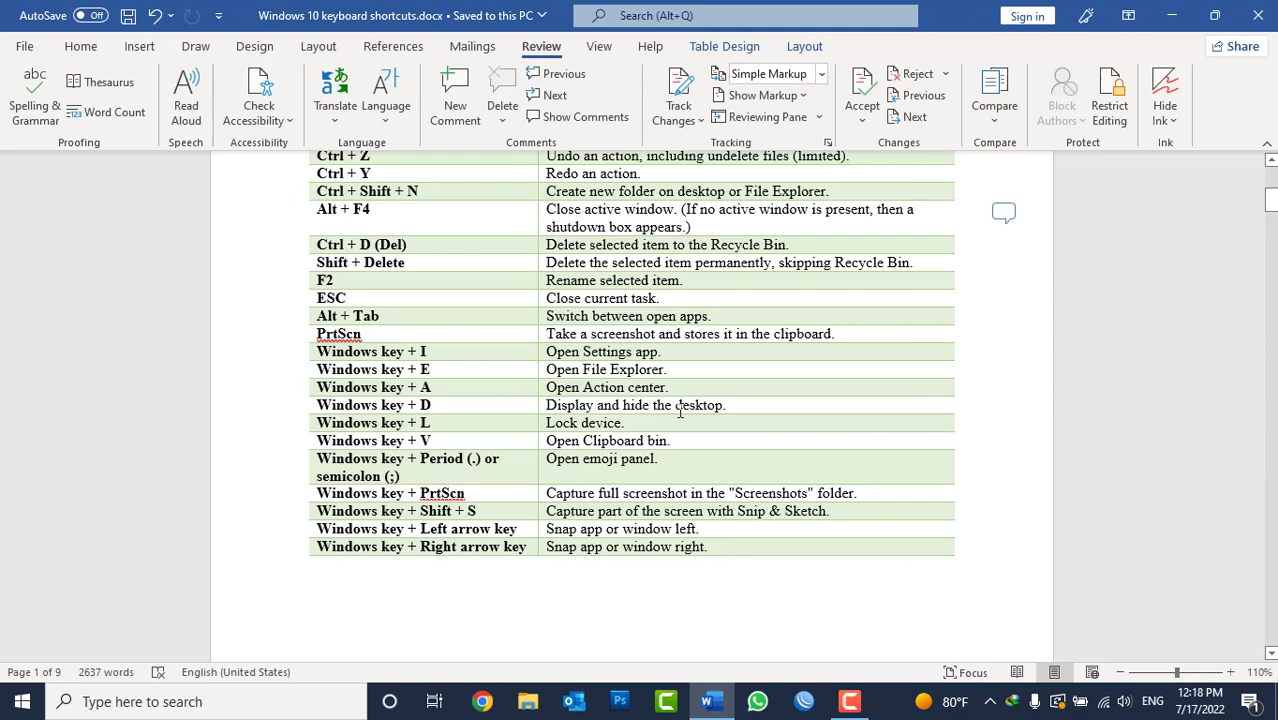 AutoSave Off Windows 10 keyboard shortcuts.docx - Saved to this PC Search (Alt+Q) Sign in
File Home Insert Draw Design Layout References Mailings Review View Help Table Design Layout Share
abc Spelling & Grammar Thesaurus Word Count Read Aloud Check Accessibility Translate Language New Comment Delete Previous Next Show Comments Track Changes Simple Markup Show Markup Reviewing Pane Accept Reject Previous Next Compare Block Authors Restrict Editing Hide Ink
Proofing Speech Accessibility Language Comments Tracking Changes Compare Protect Ink
Ctrl + Z Undo an action, including undelete files (limited).
Ctrl + Y Redo an action.
Ctrl + Shift + N Create new folder on desktop or File Explorer.
Alt + F4 Close active window. (If no active window is present, then a
shutdown box appears.)
Ctrl + D (Del) Delete selected item to the Recycle Bin.
Shift + Delete Delete the selected item permanently, skipping Recycle Bin.
F2 Rename selected item.
ESC Close current task.
Alt + Tab Switch between open apps.
PrtScn Take a screenshot and stores it in the clipboard.
Windows key + I Open Settings app.
Windows key + E Open File Explorer.
Windows key + A Open Action center.
Windows key + D Display and hide the desktop.
Windows key + L Lock device.
Windows key + V Open Clipboard bin.
Windows key + Period (.) or Open emoji panel.
semicolon (;)
Windows key + PrtScn Capture full screenshot in the "Screenshots" folder.
Windows key + Shift + S Capture part of the screen with Snip & Sketch.
Windows key + Left arrow key Snap app or window left.
Windows key + Right arrow key Snap app or window right.
Page 1 of 9 2637 words English (United States) Focus 110%
Type here to search 80°F ENG 12:18 PM
7/17/2022